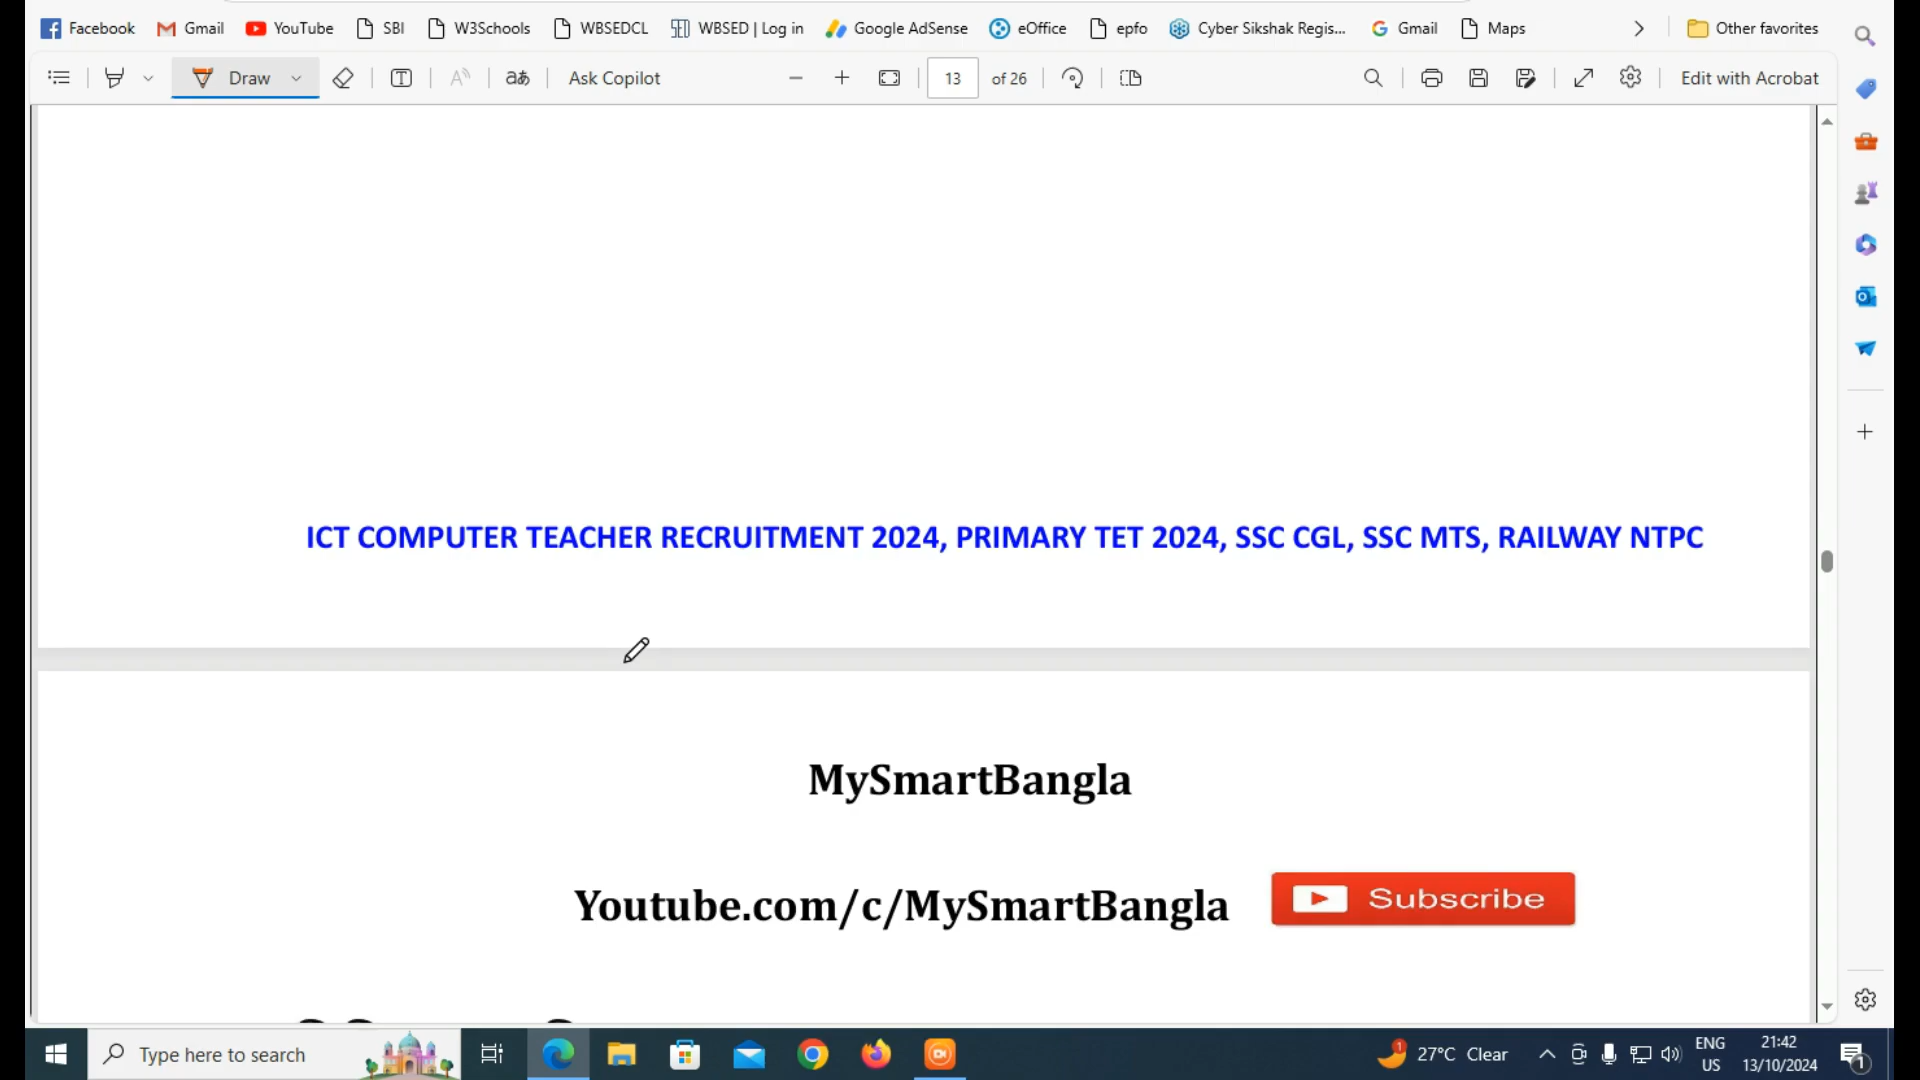 Facebook Gmail YouTube SBI W3Schools WBSEDCL WBSED | Log in Google AdSense eOffice epfo Cyber Sikshak Regis... Gmail Maps Other favorites
Draw aあ Ask Copilot 13 of 26 Edit with Acrobat
ICT COMPUTER TEACHER RECRUITMENT 2024, PRIMARY TET 2024, SSC CGL, SSC MTS, RAILWAY NTPC
MySmartBangla
Youtube.com/c/MySmartBangla Subscribe
Type here to search 27°C Clear ENG US 21:42 13/10/2024 1